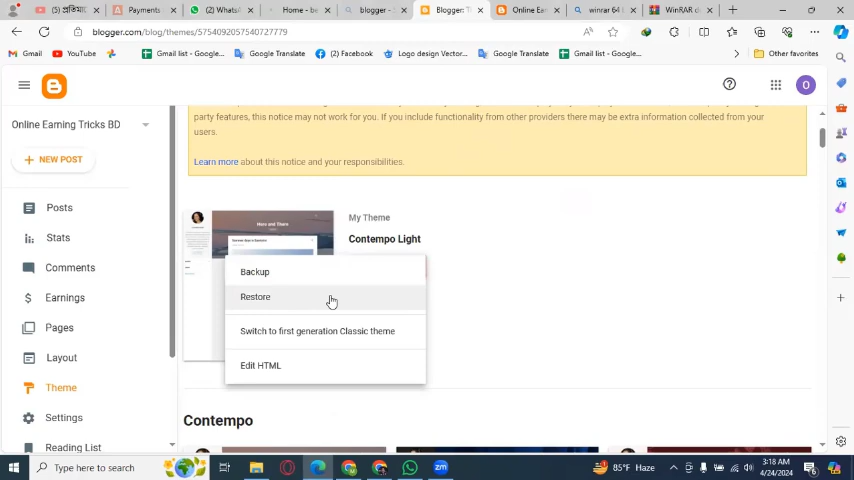 Payments
WhatsA
Home - be
blogger -
Blogger: T
Online Ear
winrar 64 b
WinRAR d
blogger.com/blog/themes/5754092057540727779
Gmail
YouTube
Gmail list - Google...
Google Translate
(2) Facebook
Logo design Vector...
Google Translate
Gmail list - Google...
Other favorites
O
Online Earning Tricks BD
party features, this notice may not work for you. If you include functionality from other providers there may be extra information collected from your
users.
NEW POST
Learn more about this notice and your responsibilities.
Posts
Stats
Comments
Earnings
Pages
Layout
Theme
Settings
Reading List
My Theme
Contempo Light
Here and There
Backup
Restore
Switch to first generation Classic theme
Edit HTML
Contempo
Type here to search
85°F Haze
3:18 AM
4/24/2024